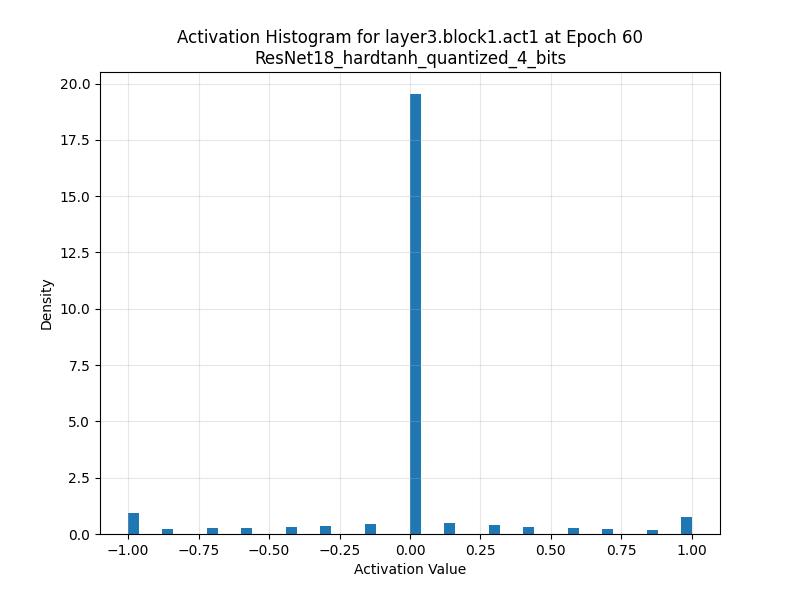 Activation Histogram for layer3.block1.act1 at Epoch 60
ResNet18_hardtanh_quantized_4_bits
20.0
17.5
15.0
12.5
10.0
7.5
5.0
2.5
0.0
Density
−1.00 −0.75 −0.50 −0.25 0.00 0.25 0.50 0.75 1.00
Activation Value